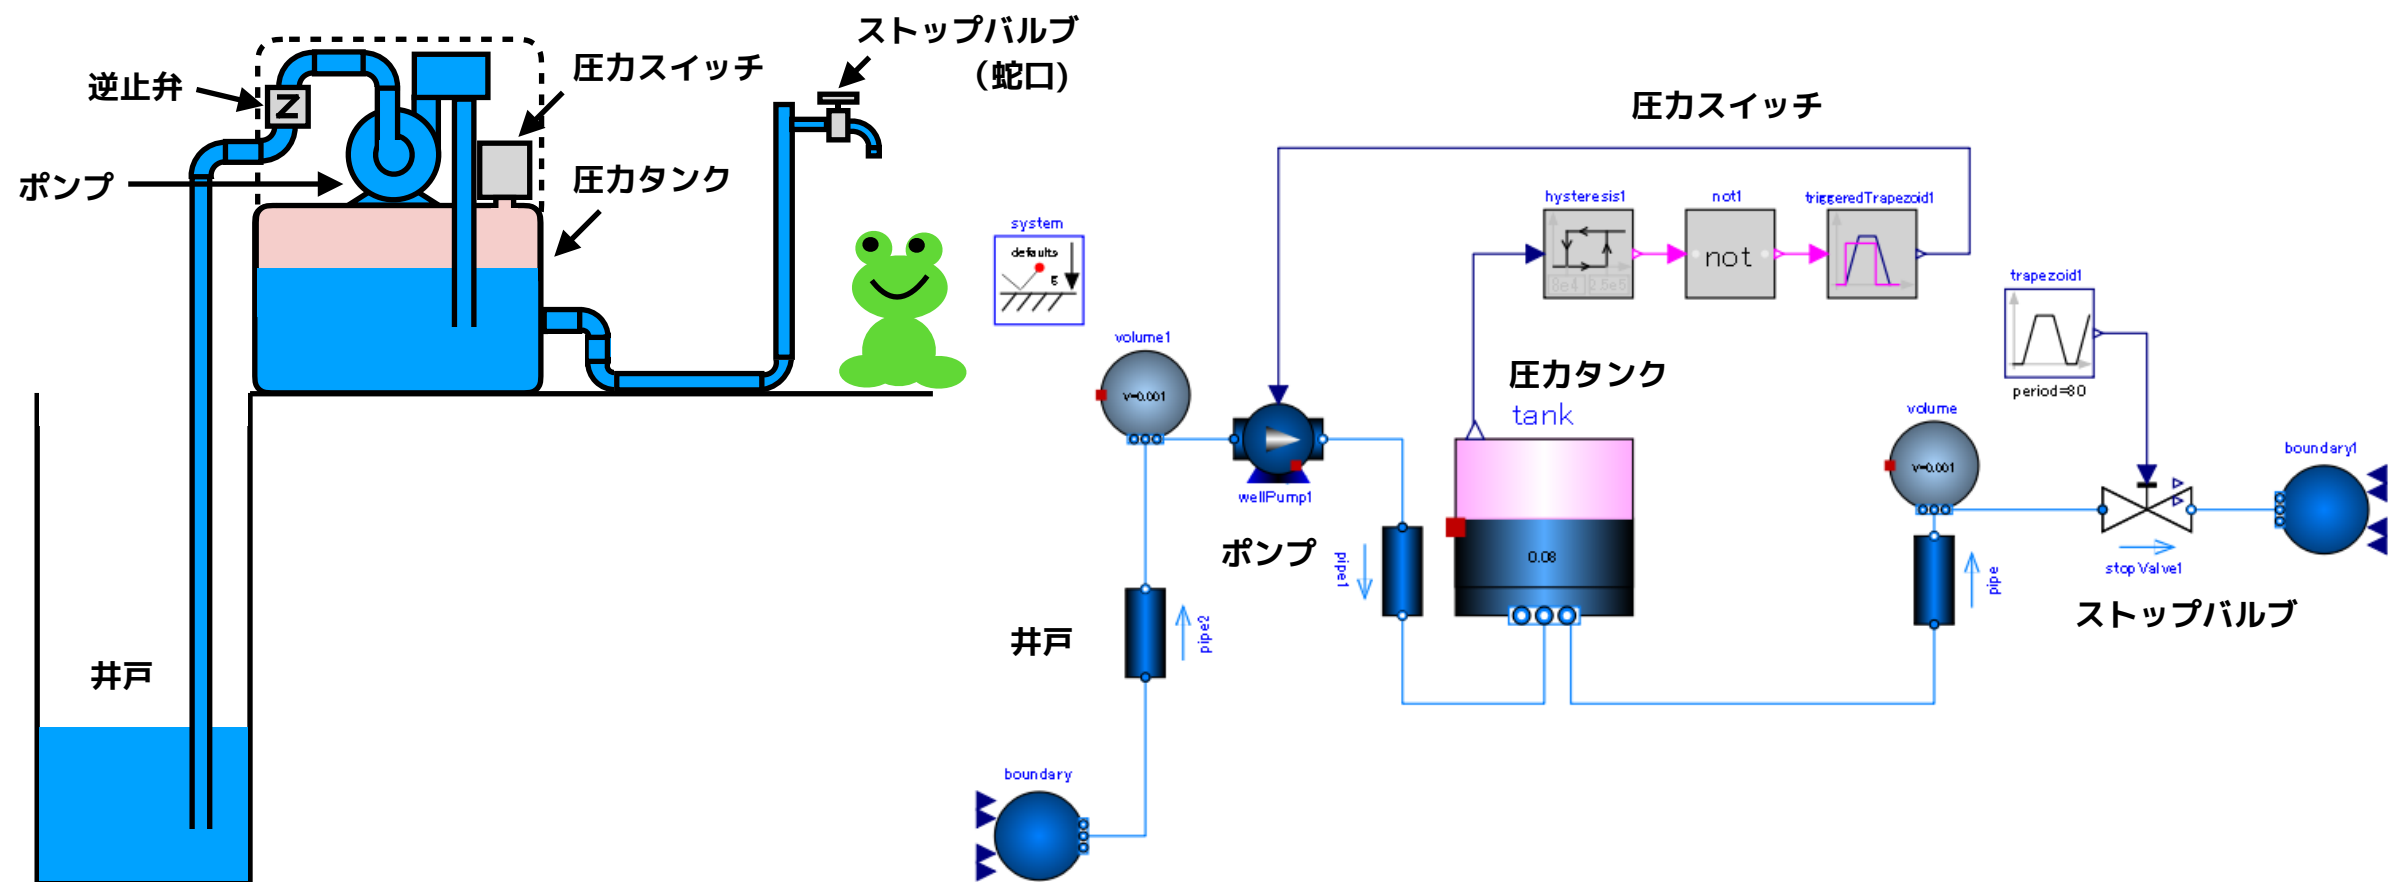 ストップバルブ
（蛇口）
逆止弁
圧力スイッチ
ポンプ
圧力タンク
井戸
圧力スイッチ
hysteresis1
not1
triggeredTrapezoid1
not
8e4
2.5e5
system
defaults
g
trapezoid1
period=80
volume1
V=0.001
圧力タンク
tank
0.08
wellPump1
ポンプ
pipe1
井戸
pipe2
boundary
volume
V=0.001
pipe
stopValve1
ストップバルブ
boundary1